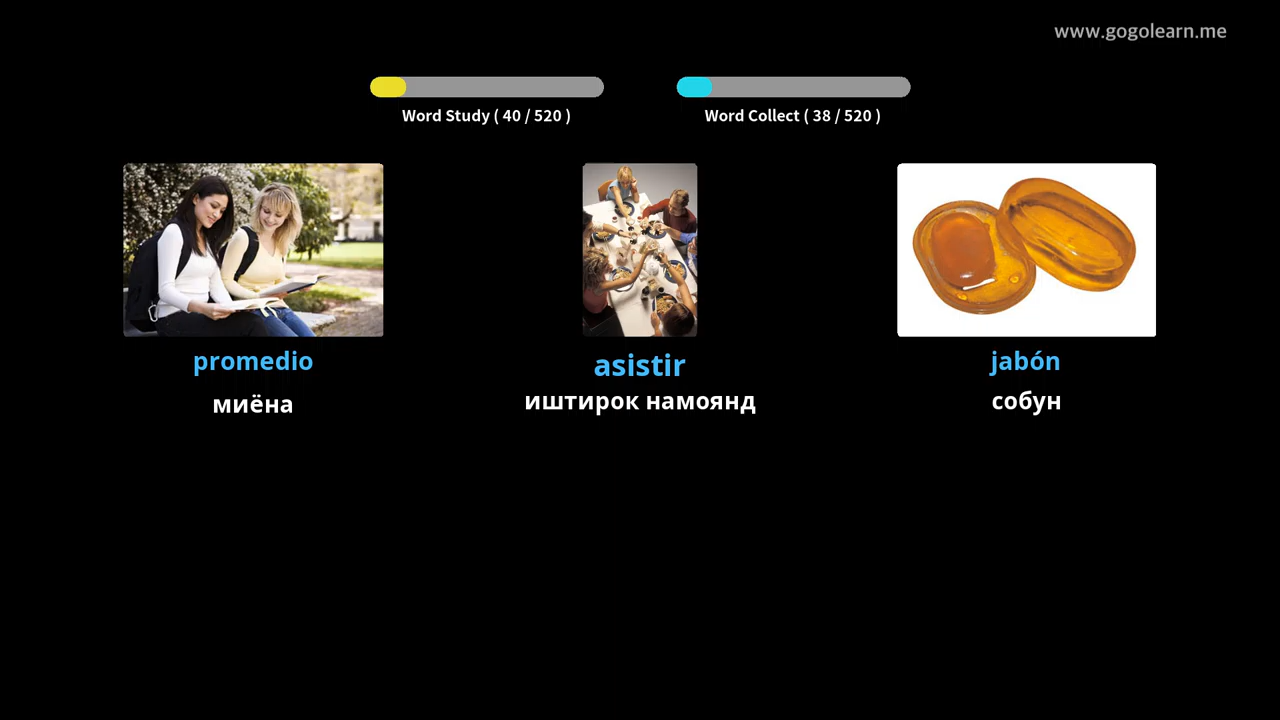 www.gogolearn.me
Word Study ( 40 / 520 )
Word Collect ( 38 / 520 )
promedio
миёна
asistir
иштирок намоянд
jabón
собун